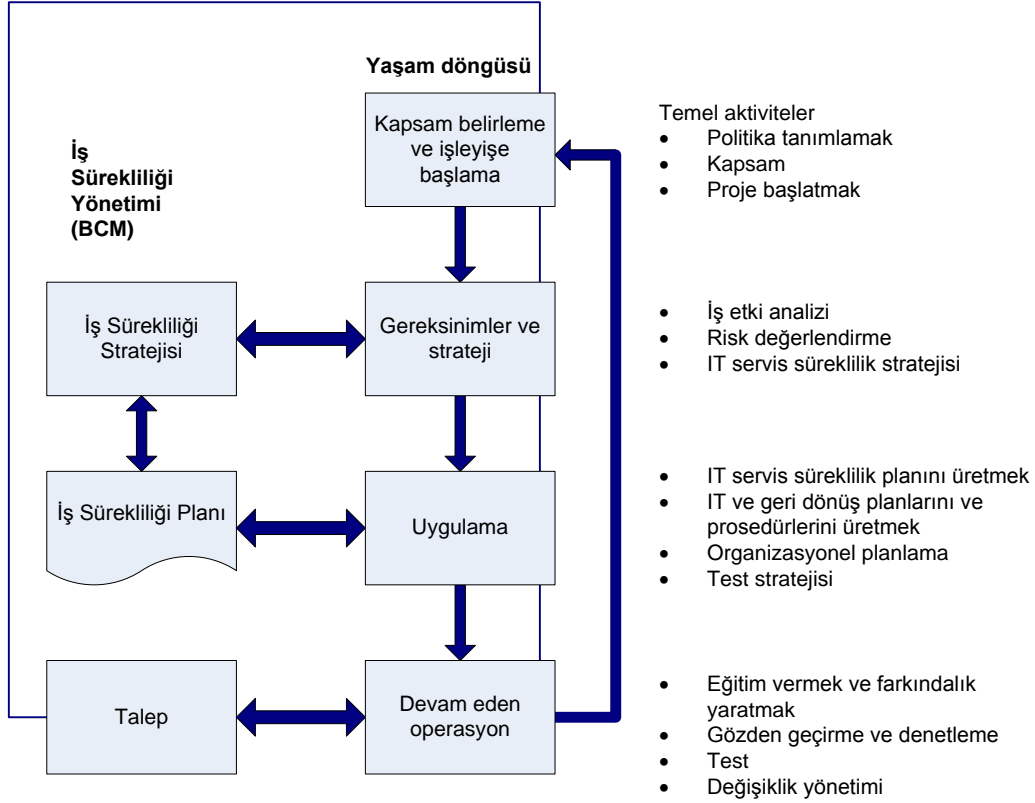 Yaşam döngüsü
Kapsam belirleme
ve işleyişe
başlama
Temel aktiviteler
• Politika tanımlamak
• Kapsam
• Proje başlatmak
İş
Sürekliliği
Yönetimi
(BCM)
İş Sürekliliği
Stratejisi
Gereksinimler ve
strateji
• İş etki analizi
• Risk değerlendirme
• IT servis süreklilik stratejisi
İş Sürekliliği Planı
Uygulama
• IT servis süreklilik planını üretmek
• IT ve geri dönüş planlarını ve
prosedürlerini üretmek
• Organizasyonel planlama
• Test stratejisi
Talep
Devam eden
operasyon
• Eğitim vermek ve farkındalık
yaratmak
• Gözden geçirme ve denetleme
• Test
• Değişiklik yönetimi